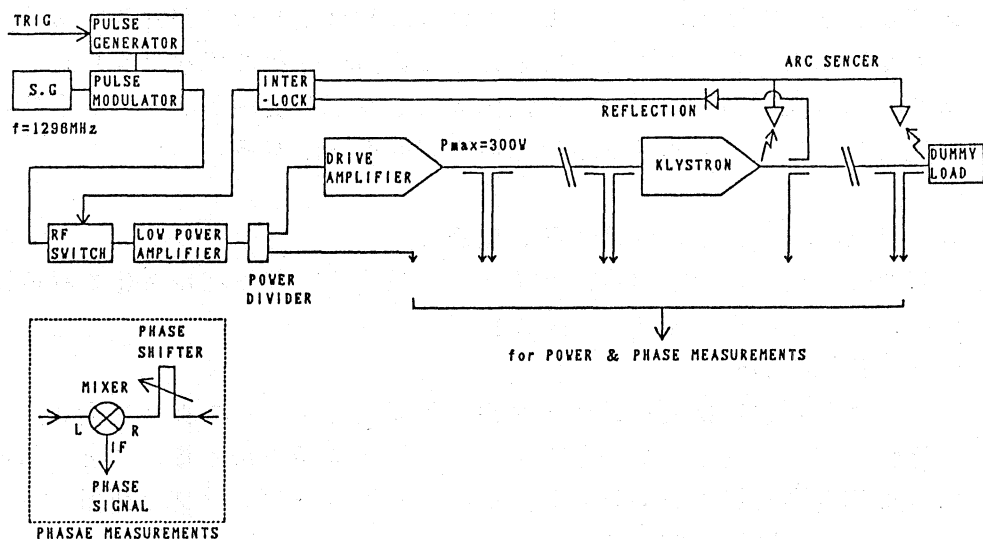 TRIG
PULSE
GENERATOR
S.G
PULSE
MODULATOR
f=1296MHz
INTER
-LOCK
ARC SENCER
REFLECTION
DRIVE
AMPLIFIER
Pmax=300W
KLYSTRON
DUMMY
LOAD
RF
SWITCH
LOW POWER
AMPLIFIER
POWER
DIVIDER
for POWER & PHASE MEASUREMENTS
PHASE
SHIFTER
MIXER
L
R
IF
PHASE
SIGNAL
PHASAE MEASUREMENTS